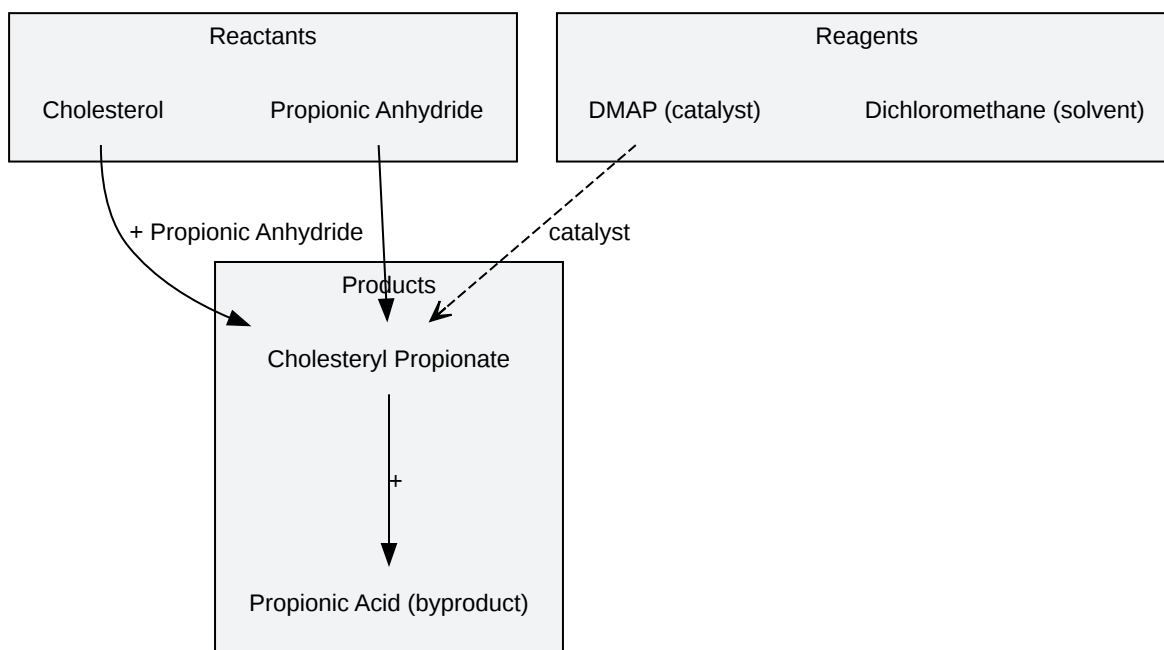 Reactants
Reagents
Cholesterol
Propionic Anhydride
DMAP (catalyst)
Dichloromethane (solvent)
+ Propionic Anhydride
catalyst
Products
Cholesteryl Propionate
+
Propionic Acid (byproduct)